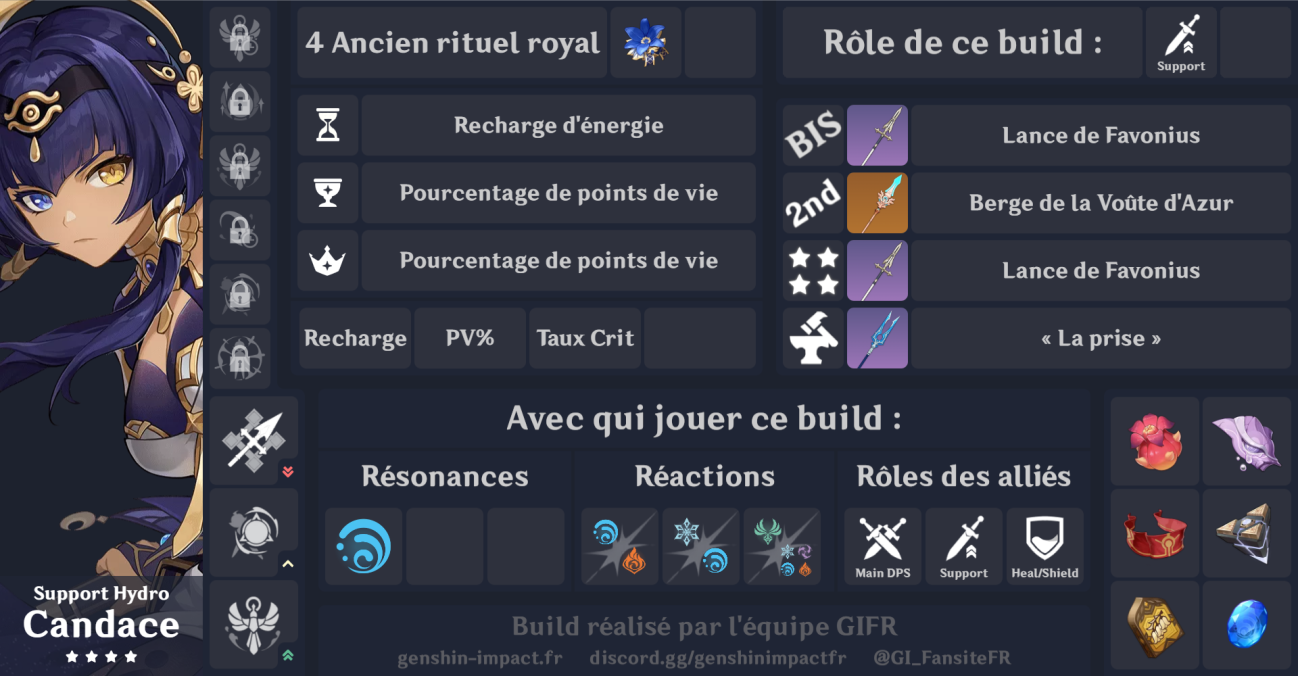 4 Ancien rituel royal
Recharge d'énergie
Pourcentage de points de vie
Pourcentage de points de vie
Recharge PV% Taux Crit
Rôle de ce build :
Support
BIS
Lance de Favonius
2nd
Berge de la Voûte d'Azur
Lance de Favonius
« La prise »
Avec qui jouer ce build :
Résonances
Réactions
Rôles des alliés
Main DPS Support Heal/Shield
Support Hydro
Candace
Build réalisé par l'équipe GIFR
genshin-impact.fr discord.gg/genshinimpactfr @GI_FansiteFR